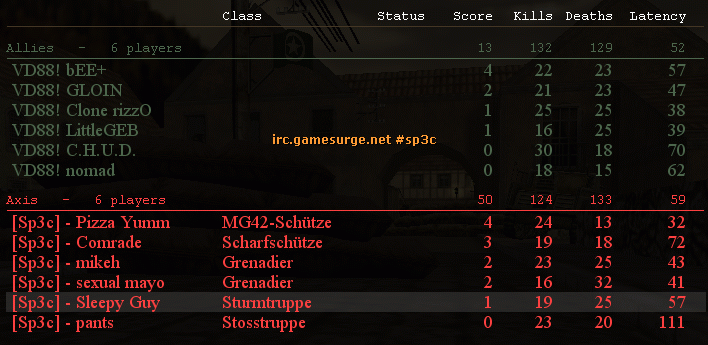 Class Status Score Kills Deaths Latency
Allies - 6 players 13 132 129 52
VD88! bEE+ 4 22 23 57
VD88! GLOIN 2 21 23 47
VD88! Clone rizzO 1 25 25 38
VD88! LittleGEB 1 16 25 39
irc.gamesurge.net #sp3c
VD88! C.H.U.D. 0 30 18 70
VD88! nomad 0 18 15 62
Axis - 6 players 50 124 133 59
[Sp3c] - Pizza Yumm MG42-Schütze 4 24 13 32
[Sp3c] - Comrade Scharfschütze 3 19 18 72
[Sp3c] - mikeh Grenadier 2 23 25 43
[Sp3c] - sexual mayo Grenadier 2 16 32 41
[Sp3c] - Sleepy Guy Sturmtruppe 1 19 25 57
[Sp3c] - pants Stosstruppe 0 23 20 111